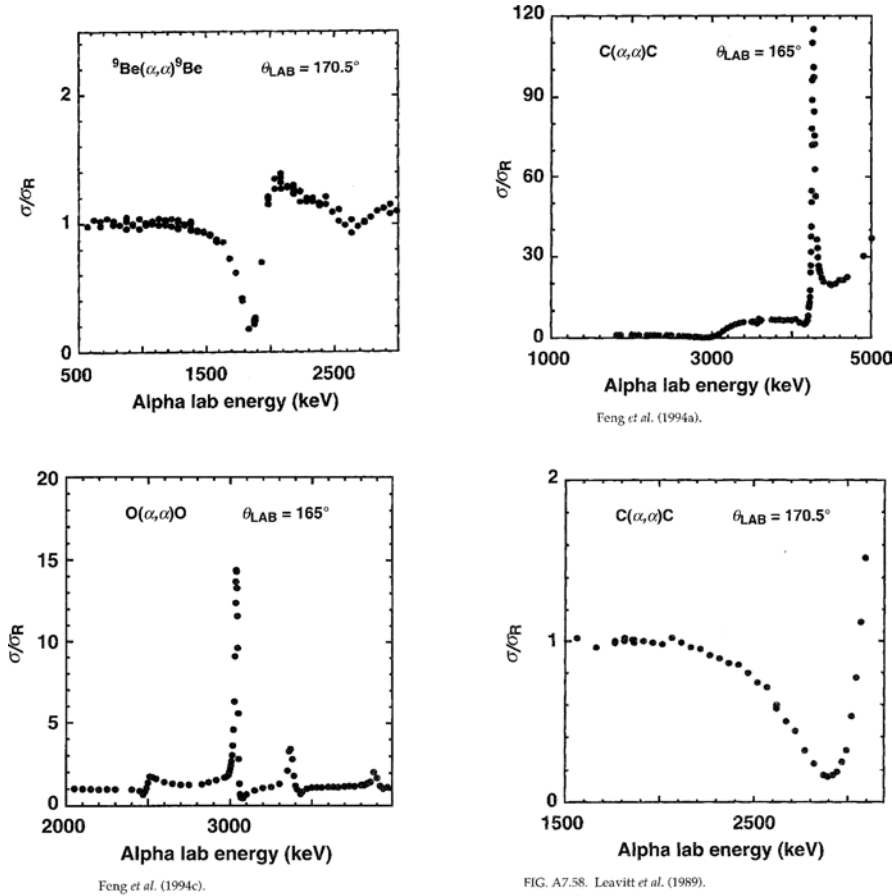 ⁹Be(α,α)⁹Be θLAB = 170.5°
2
1
0
σ/σR
500 1500 2500
Alpha lab energy (keV)
C(α,α)C θLAB = 165°
120
90
60
30
0
σ/σR
1000 3000 5000
Alpha lab energy (keV)
Feng et al. (1994a).
O(α,α)O θLAB = 165°
20
15
10
5
0
σ/σR
2000 3000
Alpha lab energy (keV)
Feng et al. (1994c).
C(α,α)C θLAB = 170.5°
2
1
0
σ/σR
1500 2500
Alpha lab energy (keV)
FIG. A7.58. Leavitt et al. (1989).